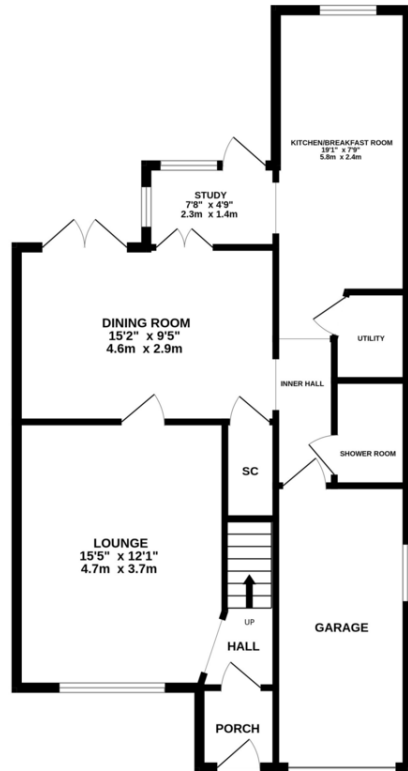 KITCHEN/BREAKFAST ROOM
19'1" x 7'9"
5.8m x 2.4m
STUDY
7'8" x 4'9"
2.3m x 1.4m
DINING ROOM
15'2" x 9'5"
4.6m x 2.9m
UTILITY
INNER HALL
SHOWER ROOM
SC
LOUNGE
15'5" x 12'1"
4.7m x 3.7m
UP
HALL
GARAGE
PORCH